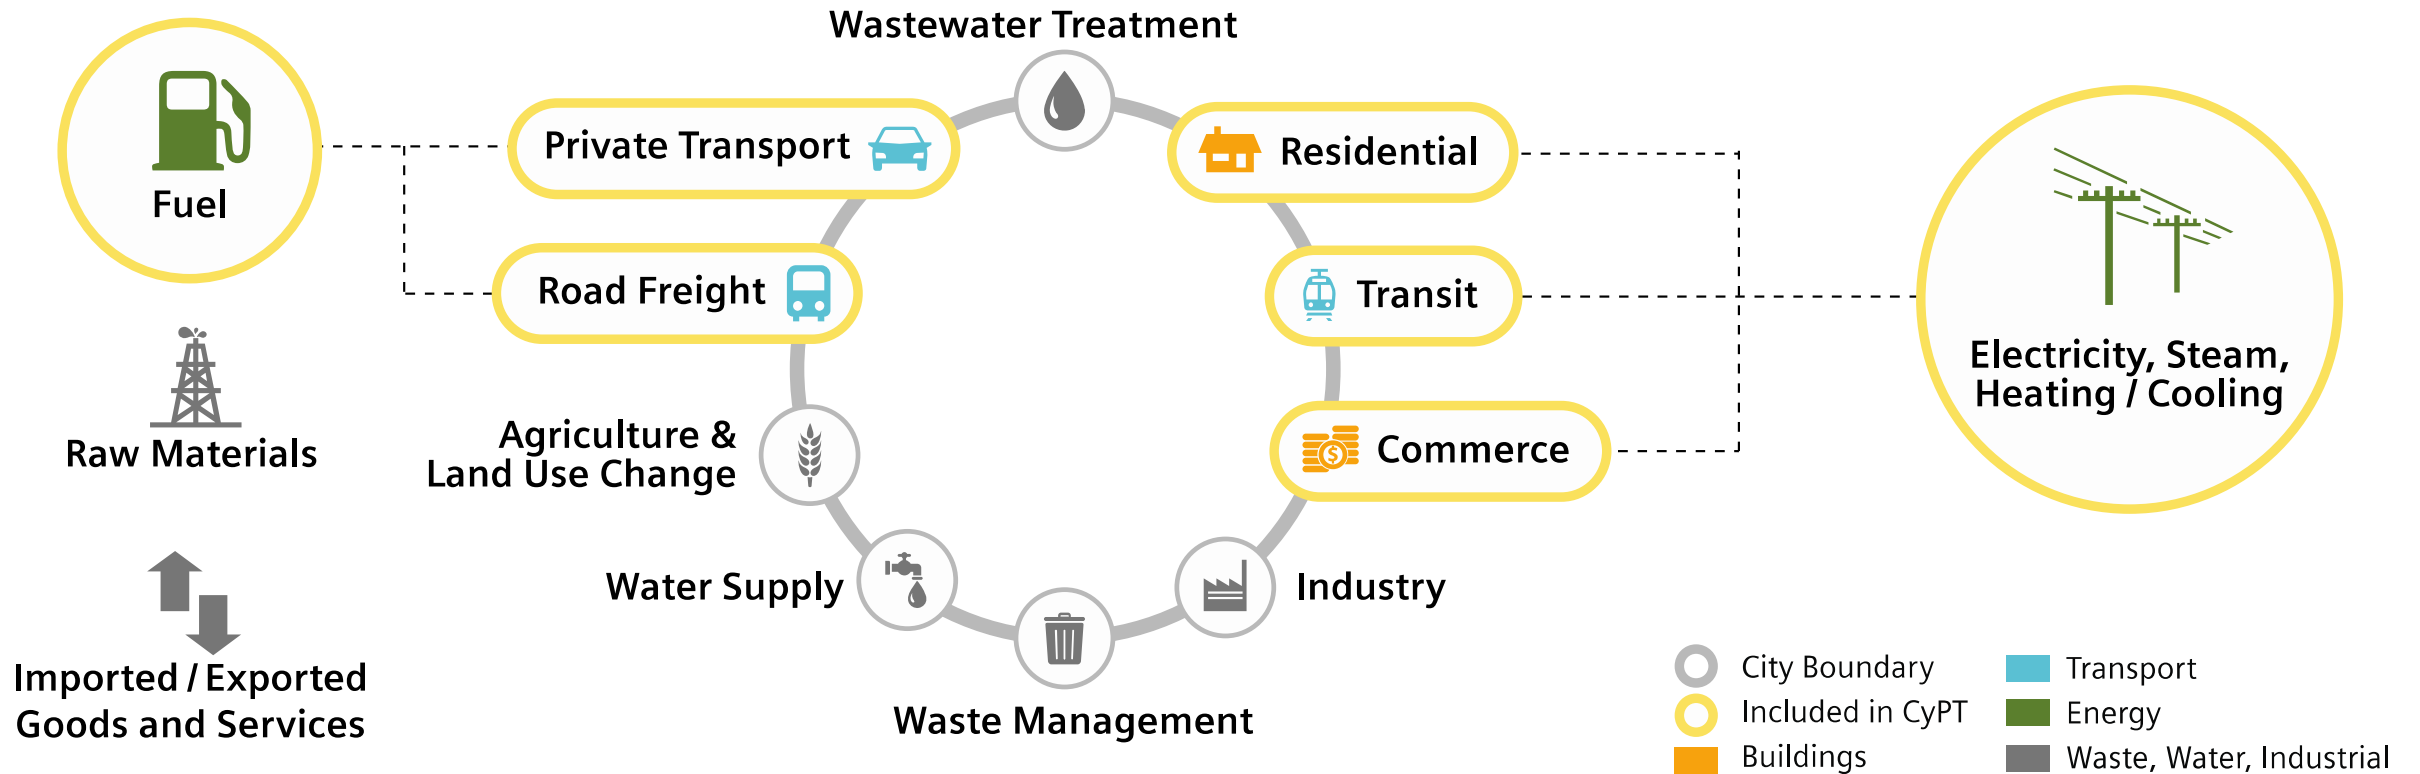 Wastewater Treatment
Fuel
Private Transport
Residential
Road Freight
Transit
Electricity, Steam,
Heating / Cooling
Raw Materials
Agriculture &
Land Use Change
Commerce
Water Supply
Industry
Imported / Exported
Goods and Services
Waste Management
City Boundary
Included in CyPT
Buildings
Transport
Energy
Waste, Water, Industrial